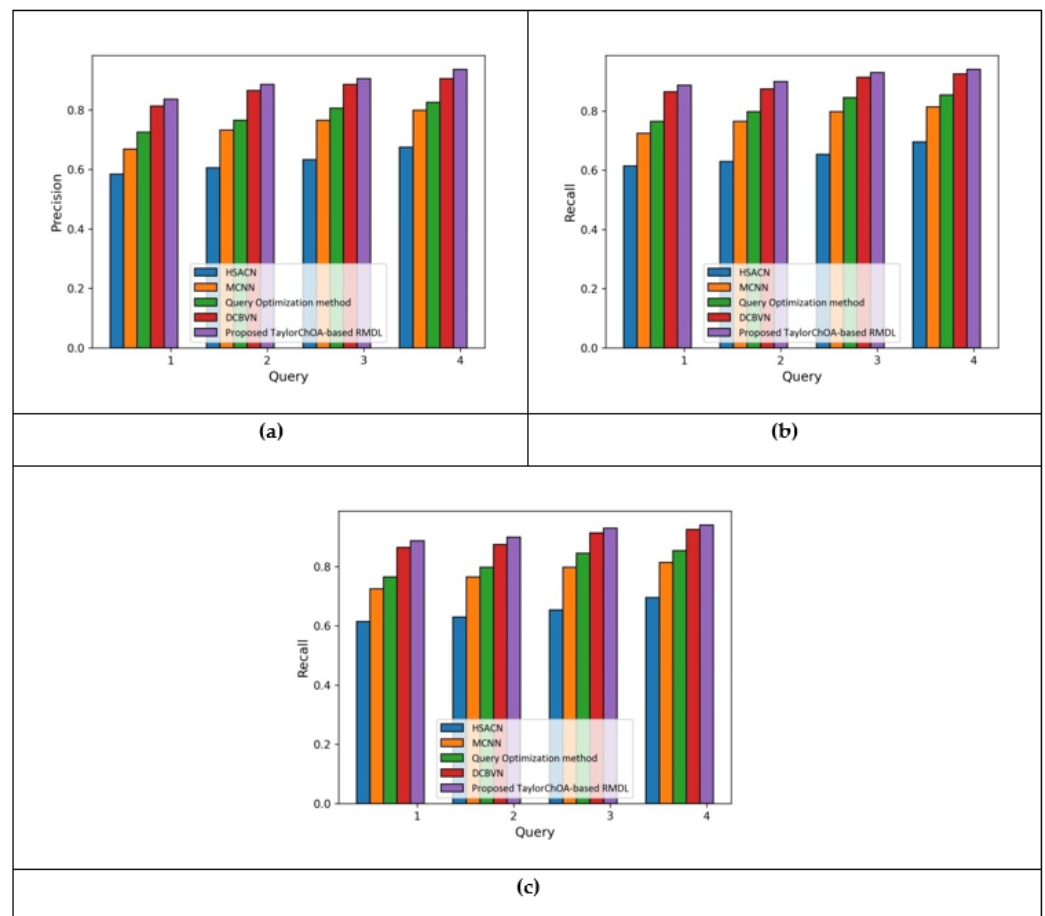 Precision
0.8
0.6
0.4
0.2
0.0
HSACN
MCNN
Query Optimization method
DCBVN
Proposed TaylorChOA-based RMDL
1 2 3 4
Query
(a)
Recall
0.8
0.6
0.4
0.2
0.0
HSACN
MCNN
Query Optimization method
DCBVN
Proposed TaylorChOA-based RMDL
1 2 3 4
Query
(b)
Recall
0.8
0.6
0.4
0.2
0.0
HSACN
MCNN
Query Optimization method
DCBVN
Proposed TaylorChOA-based RMDL
1 2 3 4
Query
(c)